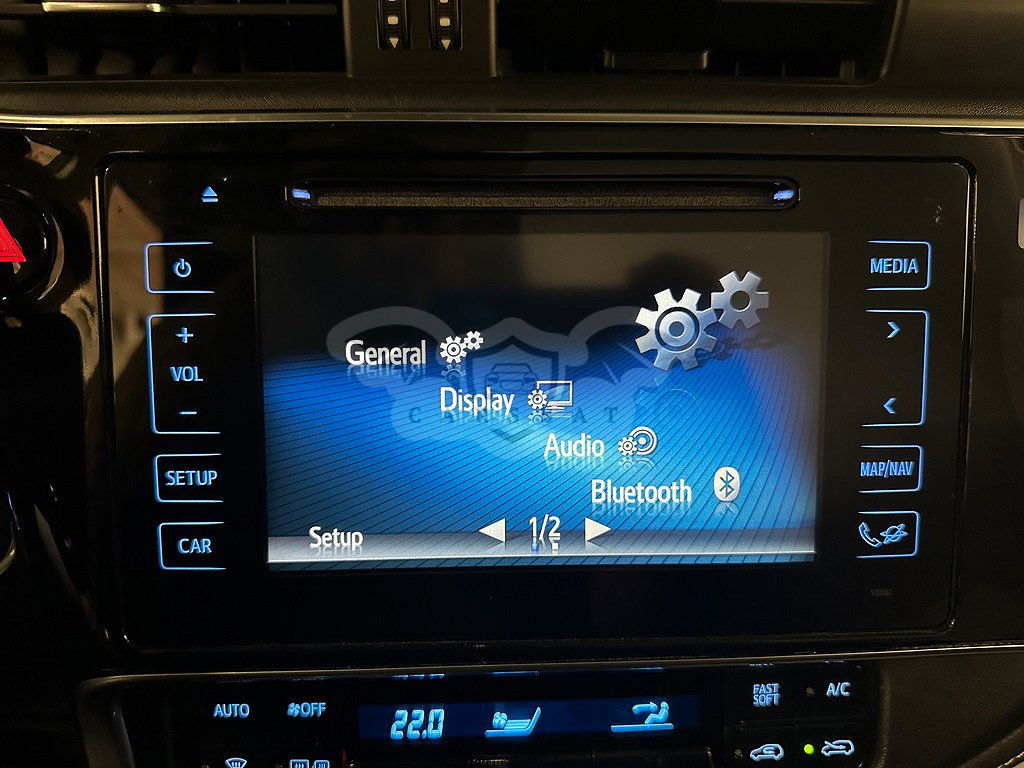 MEDIA
+
VOL
−
General
Display
Audio
Bluetooth
SETUP
MAP/NAV
Setup
1/2
CAR
510082
AUTO
OFF
22.0
FAST
SOFT
A/C